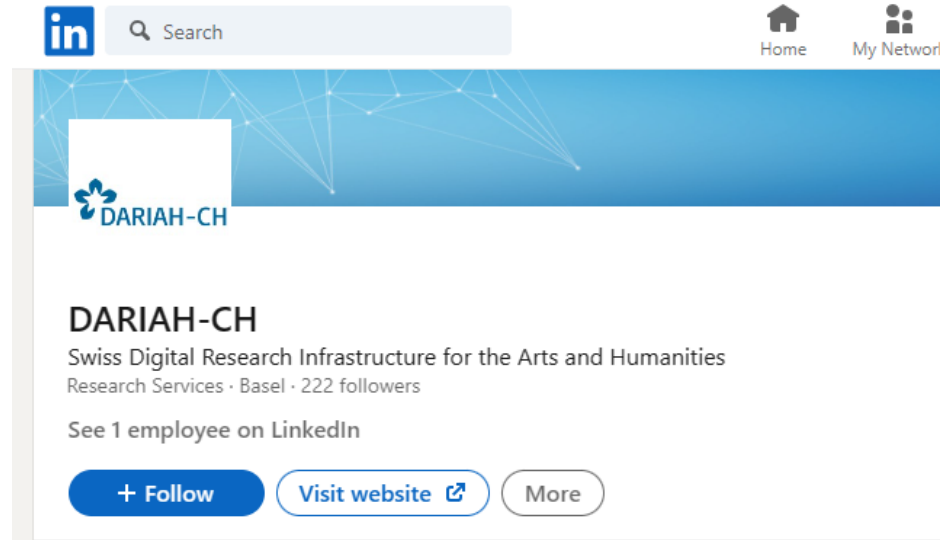 in
Search
Home
My Network
DARIAH-CH
DARIAH-CH
Swiss Digital Research Infrastructure for the Arts and Humanities
Research Services · Basel · 222 followers
See 1 employee on LinkedIn
+ Follow
Visit website
More